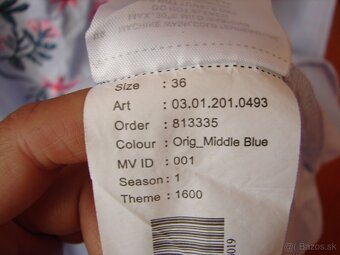 Size : 36
Art : 03.01.201.0493
Order : 813335
Colour : Orig_Middle Blue
MV ID : 001
Season : 1
Theme : 1600
6019
© bazos.sk